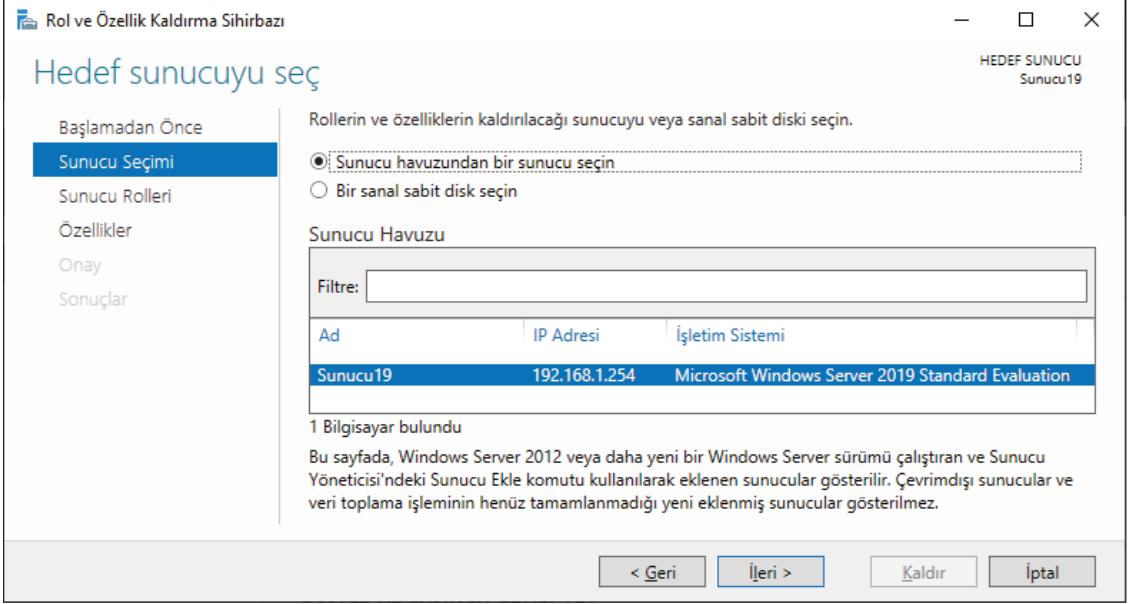 Rol ve Özellik Kaldırma Sihirbazı
Hedef sunucuyu seç
HEDEF SUNUCU
Sunucu19
Başlamadan Önce
Sunucu Seçimi
Sunucu Rolleri
Özellikler
Onay
Sonuçlar
Rollerin ve özelliklerin kaldırılacağı sunucuyu veya sanal sabit diski seçin.
Sunucu havuzundan bir sunucu seçin
Bir sanal sabit disk seçin
Sunucu Havuzu
Filtre:
Ad IP Adresi İşletim Sistemi
Sunucu19 192.168.1.254 Microsoft Windows Server 2019 Standard Evaluation
1 Bilgisayar bulundu
Bu sayfada, Windows Server 2012 veya daha yeni bir Windows Server sürümü çalıştıran ve Sunucu
Yöneticisi'ndeki Sunucu Ekle komutu kullanılarak eklenen sunucular gösterilir. Çevrimdışı sunucular ve
veri toplama işleminin henüz tamamlanmadığı yeni eklenmiş sunucular gösterilmez.
< Geri İleri > Kaldır İptal